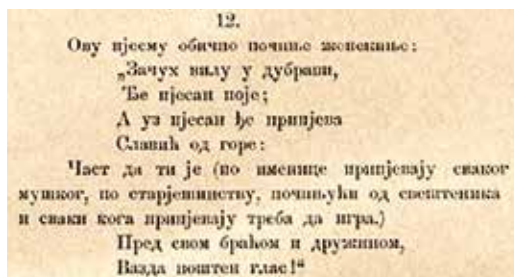 12.
Ову пјесму обично почиње женскање:
„Зачух вилу у дубрави,
Ђе пјесан поје;
А уз пјесан ђе припјева
Славић од горе:
Част да ти је (по именице припјевају сваког
мушког, по старјешинству, почињући од свештеника
и сваки кога припјевају треба да игра.)
Пред свом браћом и дружином,
Вазда поштен глас!“